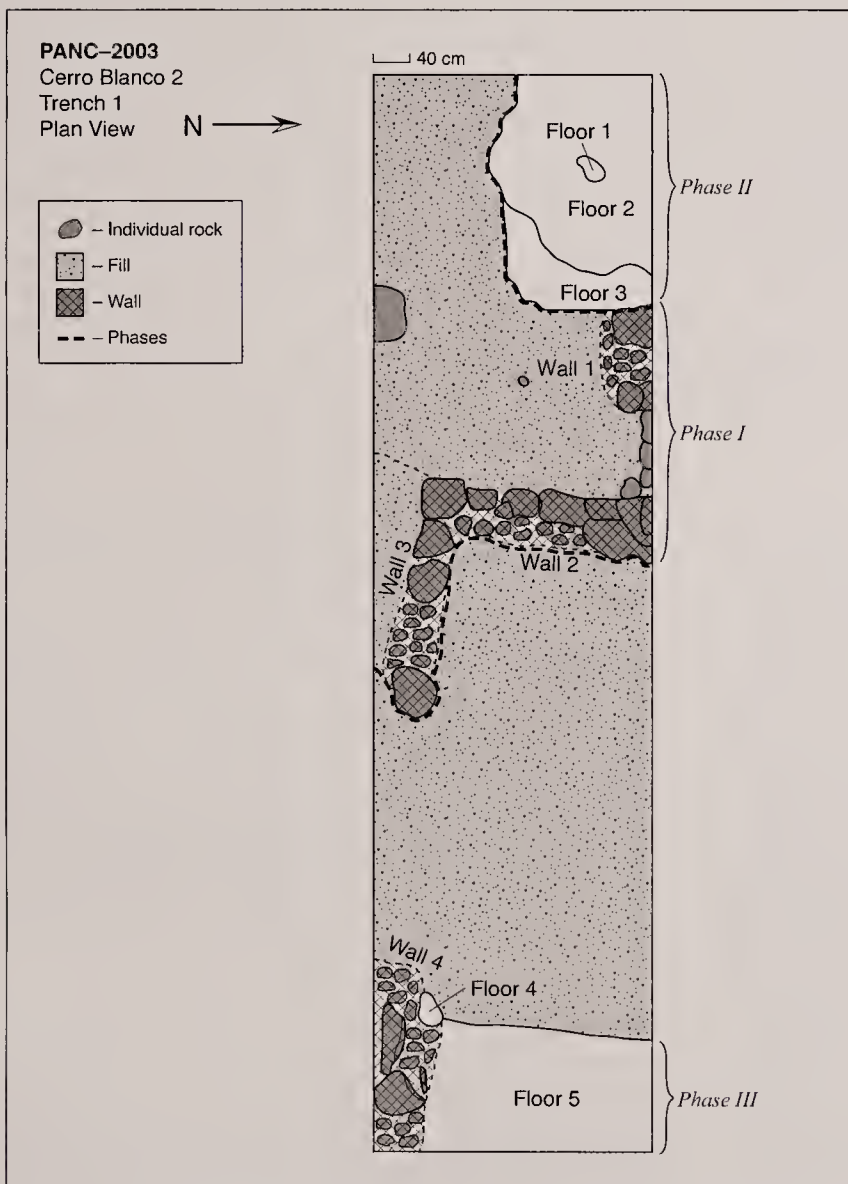 PANC–2003
Cerro Blanco 2
Trench 1
Plan View
N
40 cm
– Individual rock
– Fill
– Wall
– Phases
Floor 1
Floor 2
Phase II
Floor 3
Wall 1
Phase I
Wall 3
Wall 2
Wall 4
Floor 4
Floor 5
Phase III